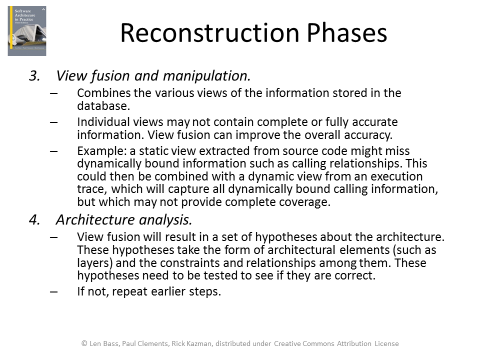 Software
Architecture
in Practice
Reconstruction Phases
3. View fusion and manipulation.
– Combines the various views of the information stored in the
database.
– Individual views may not contain complete or fully accurate
information. View fusion can improve the overall accuracy.
– Example: a static view extracted from source code might miss
dynamically bound information such as calling relationships. This
could then be combined with a dynamic view from an execution
trace, which will capture all dynamically bound calling information,
but which may not provide complete coverage.
4. Architecture analysis.
– View fusion will result in a set of hypotheses about the architecture.
These hypotheses take the form of architectural elements (such as
layers) and the constraints and relationships among them. These
hypotheses need to be tested to see if they are correct.
– If not, repeat earlier steps.
© Len Bass, Paul Clements, Rick Kazman, distributed under Creative Commons Attribution License